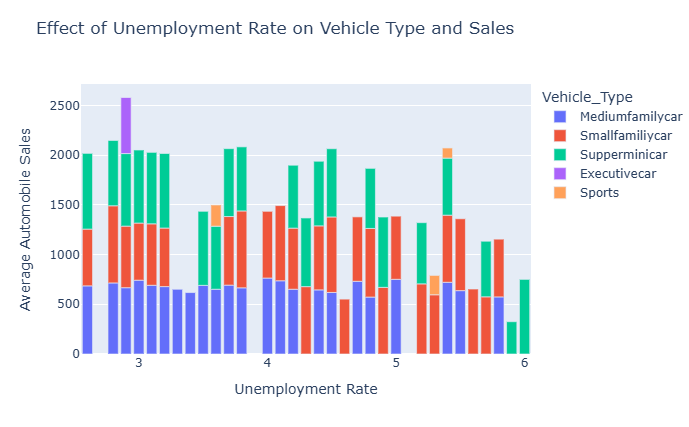 Effect of Unemployment Rate on Vehicle Type and Sales
Vehicle_Type
Mediumfamilycar
Smallfamiliycar
Supperminicar
Executivecar
Sports
Average Automobile Sales
2500
2000
1500
1000
500
0
3
4
5
6
Unemployment Rate